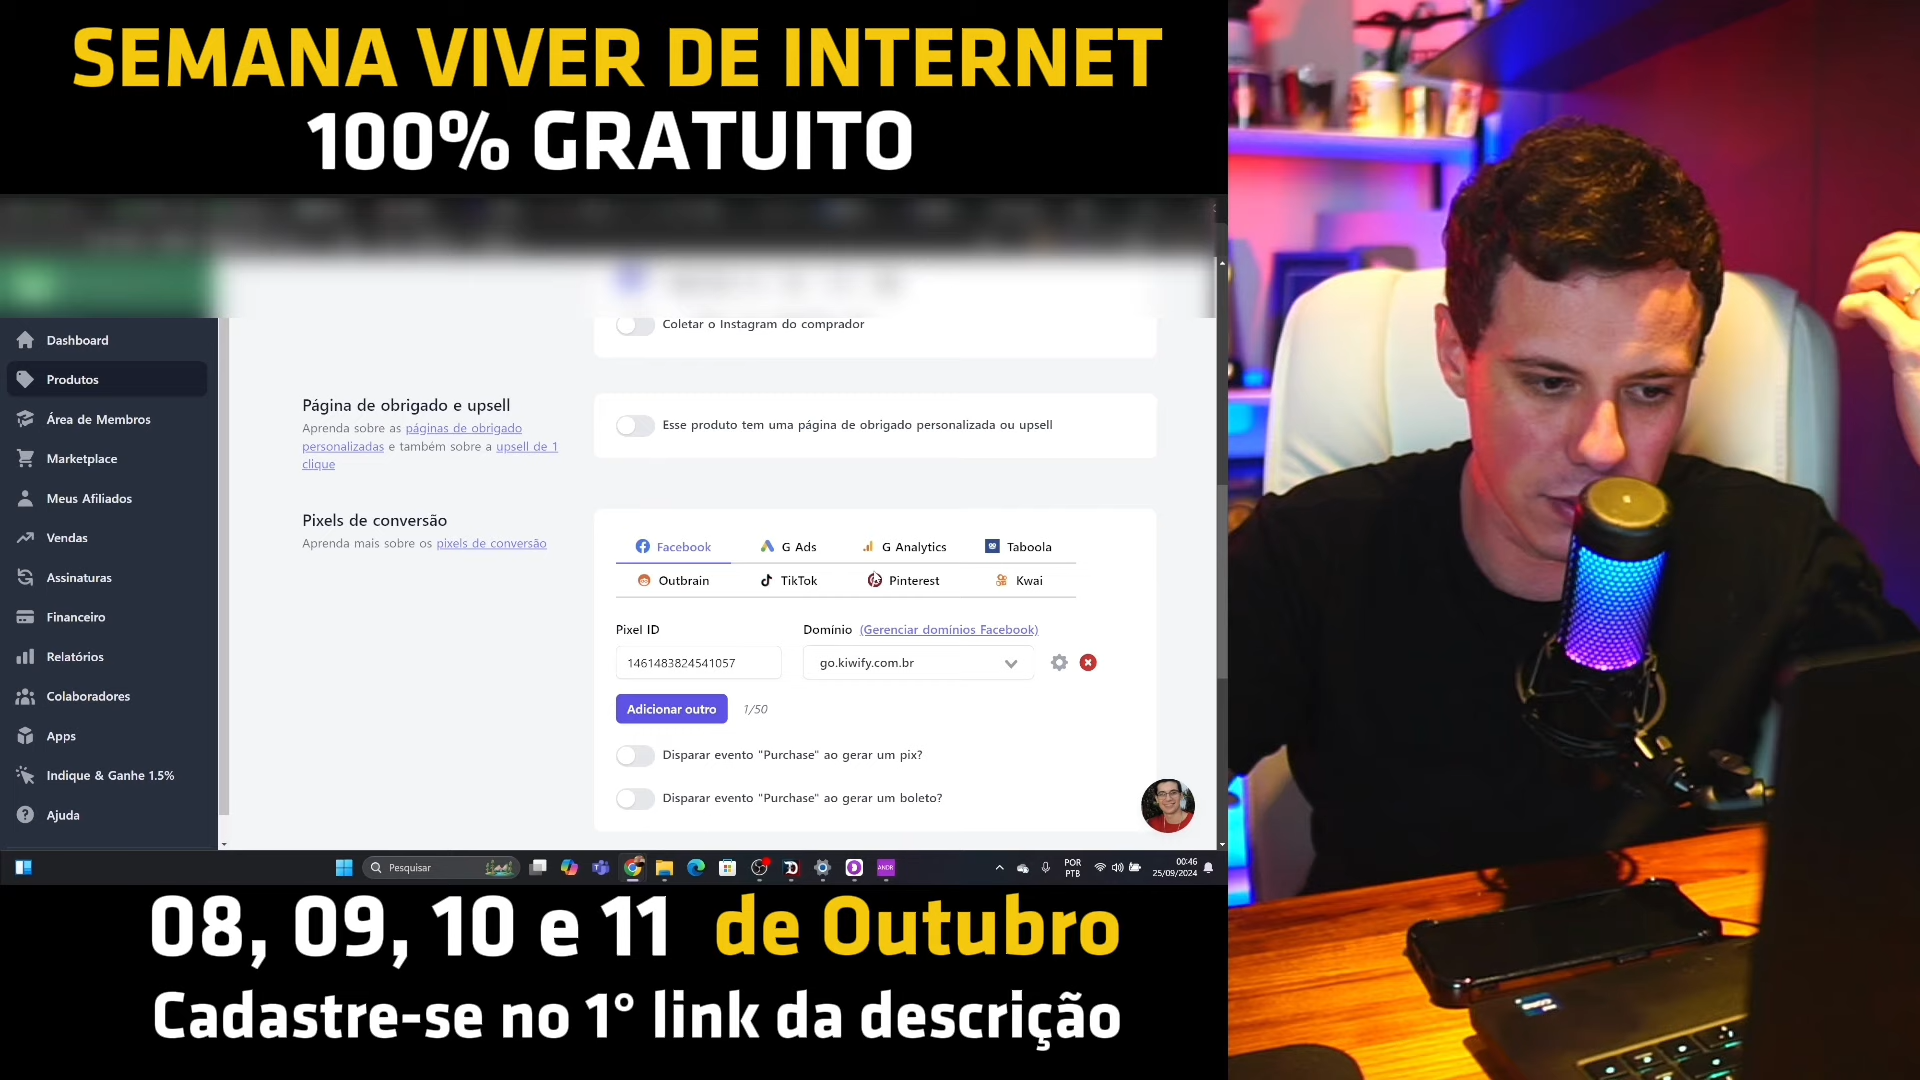 SEMANA VIVER DE INTERNET
100% GRATUITO
Dashboard
Produtos
Área de Membros
Marketplace
Meus Afiliados
Vendas
Assinaturas
Financeiro
Relatórios
Colaboradores
Apps
Indique & Ganhe 1.5%
Ajuda
Coletar o Instagram do comprador
Página de obrigado e upsell
Aprenda sobre as páginas de obrigado
personalizadas e também sobre a upsell de 1
clique
Esse produto tem uma página de obrigado personalizada ou upsell
Pixels de conversão
Aprenda mais sobre os pixels de conversão
Facebook G Ads G Analytics Taboola
Outbrain TikTok Pinterest Kwai
Pixel ID Domínio (Gerenciar domínios Facebook)
1461483824541057 go.kiwify.com.br
Adicionar outro 1/50
Disparar evento "Purchase" ao gerar um pix?
Disparar evento "Purchase" ao gerar um boleto?
Pesquisar
ANDR
POR
PTB
00:46
25/09/2024
08, 09, 10 e 11 de Outubro
Cadastre-se no 1° link da descrição